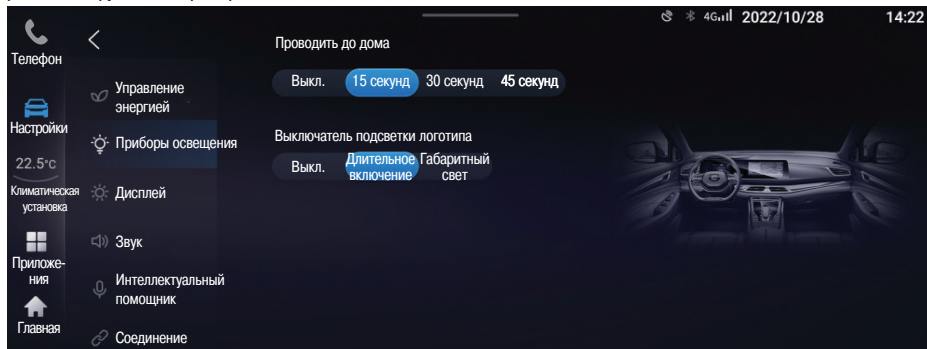 4G 2022/10/28 14:22
Телефон
Настройки
22.5°c
Климатическая
установка
Приложе-
ния
Главная
Управление
энергией
Приборы освещения
Дисплей
Звук
Интеллектуальный
помощник
Соединение
Проводить до дома
Выкл. 15 секунд 30 секунд 45 секунд
Выключатель подсветки логотипа
Выкл. Длительное включение Габаритный свет